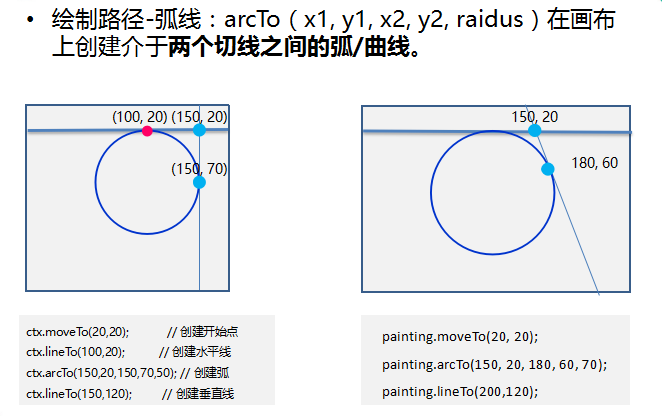 • 绘制路径-弧线：arcTo（x1, y1, x2, y2, raidus）在画布
上创建介于两个切线之间的弧/曲线。
(100, 20) (150, 20)
(150, 70)
150, 20
180, 60
ctx.moveTo(20,20); // 创建开始点
ctx.lineTo(100,20); // 创建水平线
ctx.arcTo(150,20,150,70,50); // 创建弧
ctx.lineTo(150,120); // 创建垂直线
painting.moveTo(20, 20);
painting.arcTo(150, 20, 180, 60, 70);
painting.lineTo(200,120);